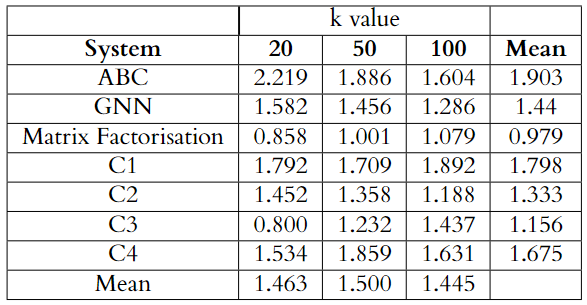 k value
System 20 50 100 Mean
ABC 2.219 1.886 1.604 1.903
GNN 1.582 1.456 1.286 1.44
Matrix Factorisation 0.858 1.001 1.079 0.979
C1 1.792 1.709 1.892 1.798
C2 1.452 1.358 1.188 1.333
C3 0.800 1.232 1.437 1.156
C4 1.534 1.859 1.631 1.675
Mean 1.463 1.500 1.445